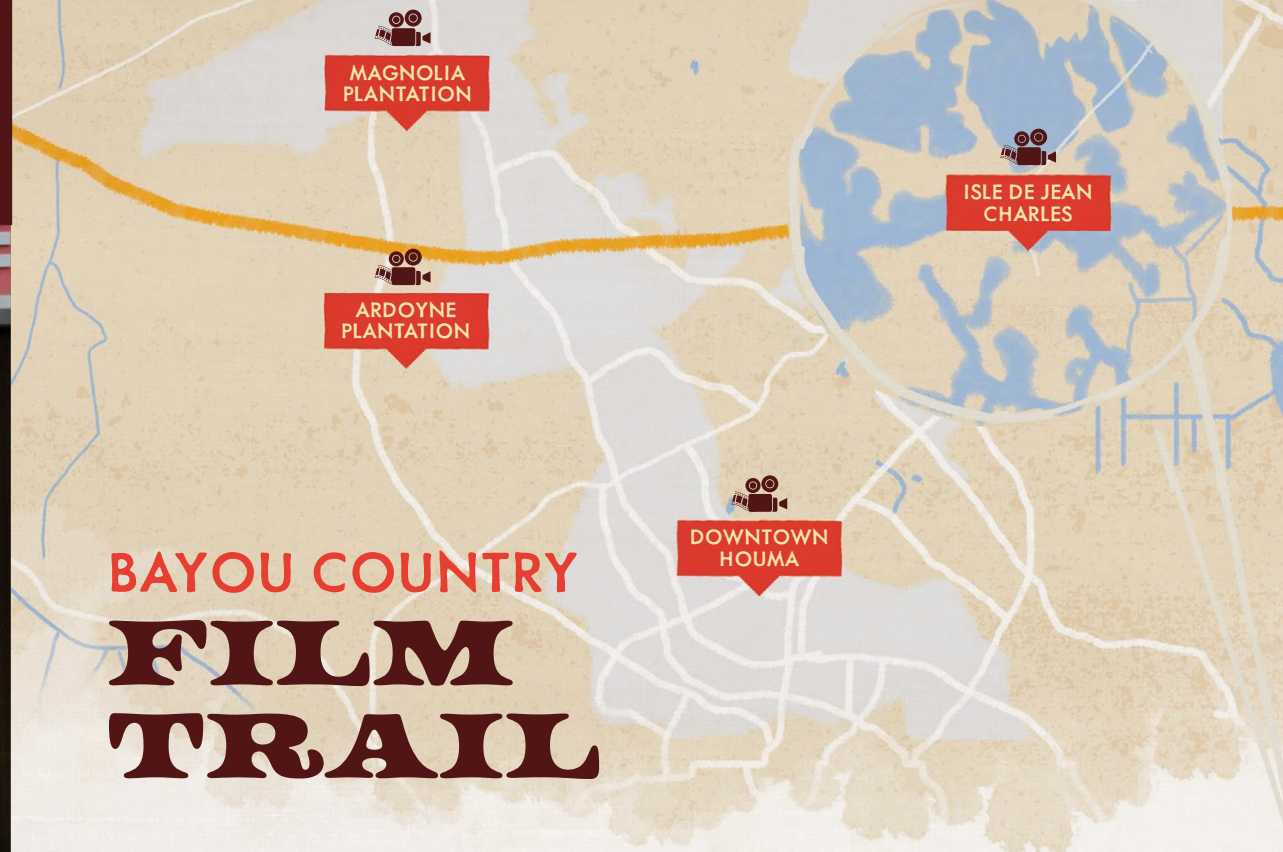 MAGNOLIA
PLANTATION
ISLE DE JEAN
CHARLES
ARDOYNE
PLANTATION
DOWNTOWN
HOUMA
BAYOU COUNTRY
FILM
TRAIL